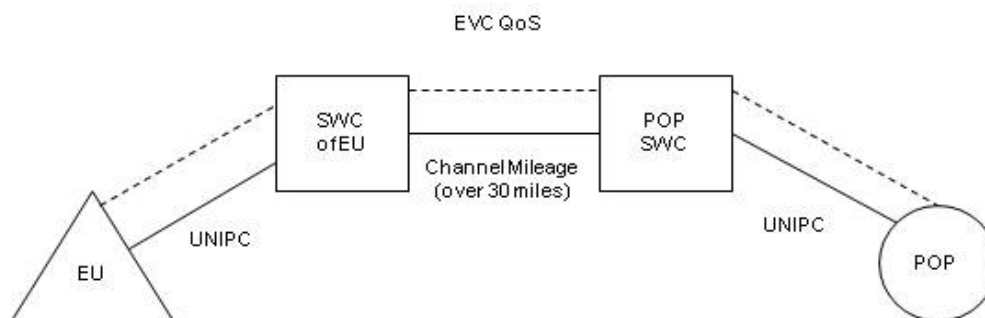 EVC QoS
SWC
of EU
POP
SWC
Channel Mileage
(over 30 miles)
UNIPC
UNIPC
EU
POP